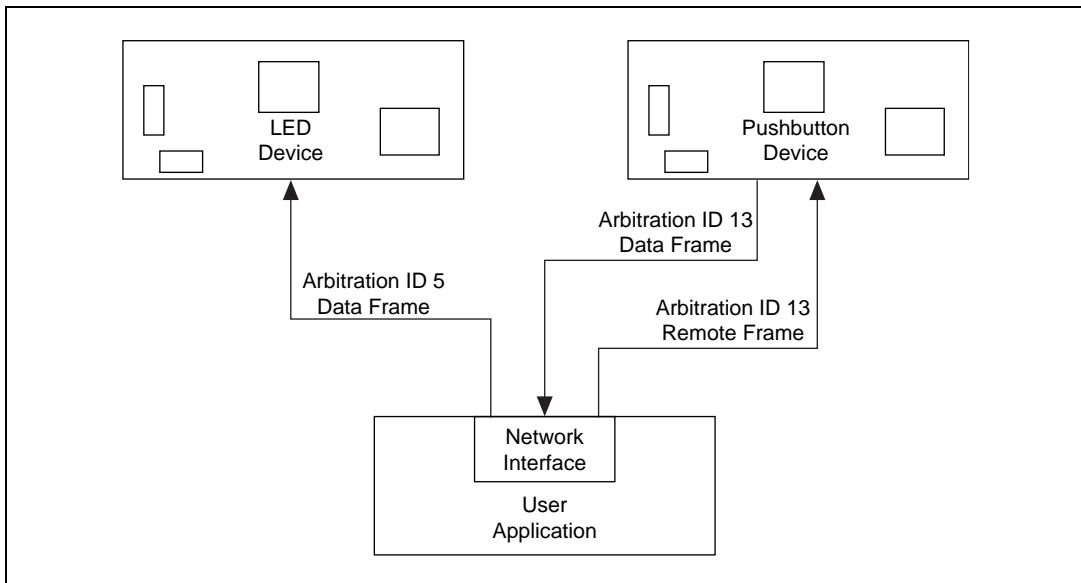 LED
Device
Pushbutton
Device
Arbitration ID 13
Data Frame
Arbitration ID 5
Data Frame
Arbitration ID 13
Remote Frame
Network
Interface
User
Application